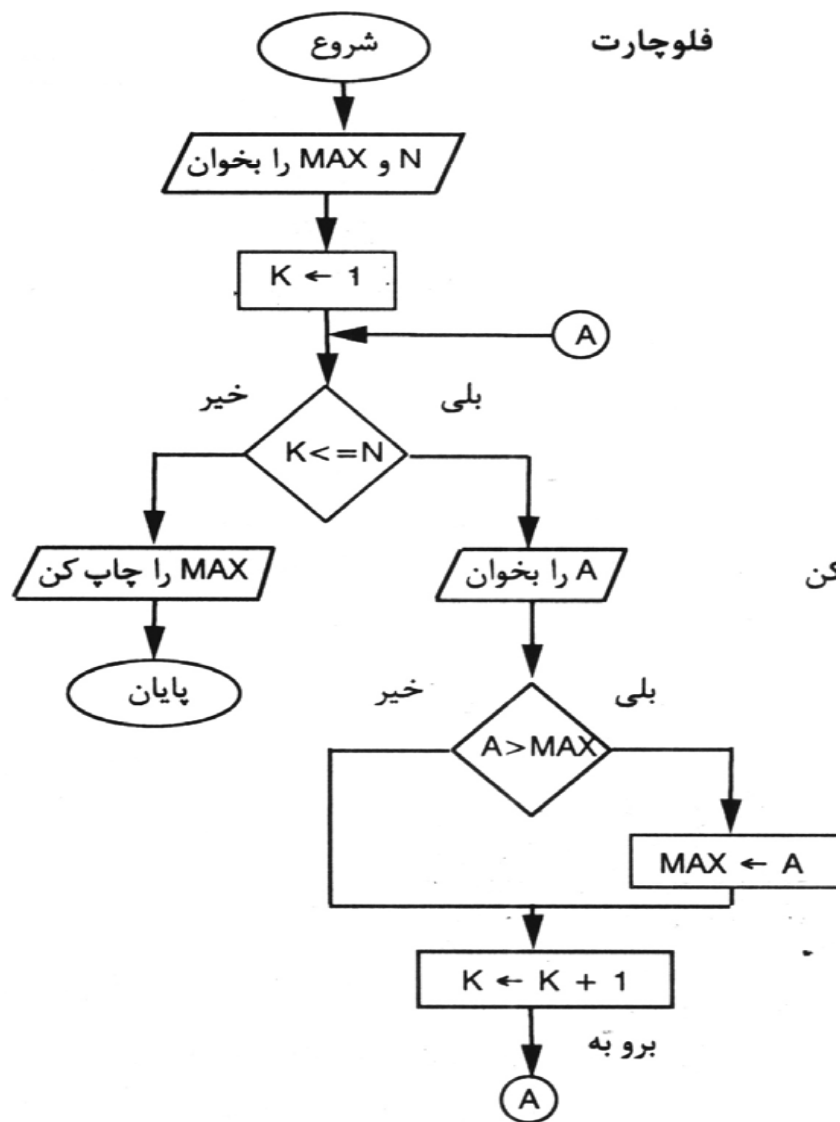 فلوچارت
شروع
N و MAX را بخوان
K ← 1
A
خیر
بلی
K<=N
MAX را چاپ کن
A را بخوان
کن
پایان
خیر
بلی
A>MAX
MAX ← A
K ← K + 1
برو به
A